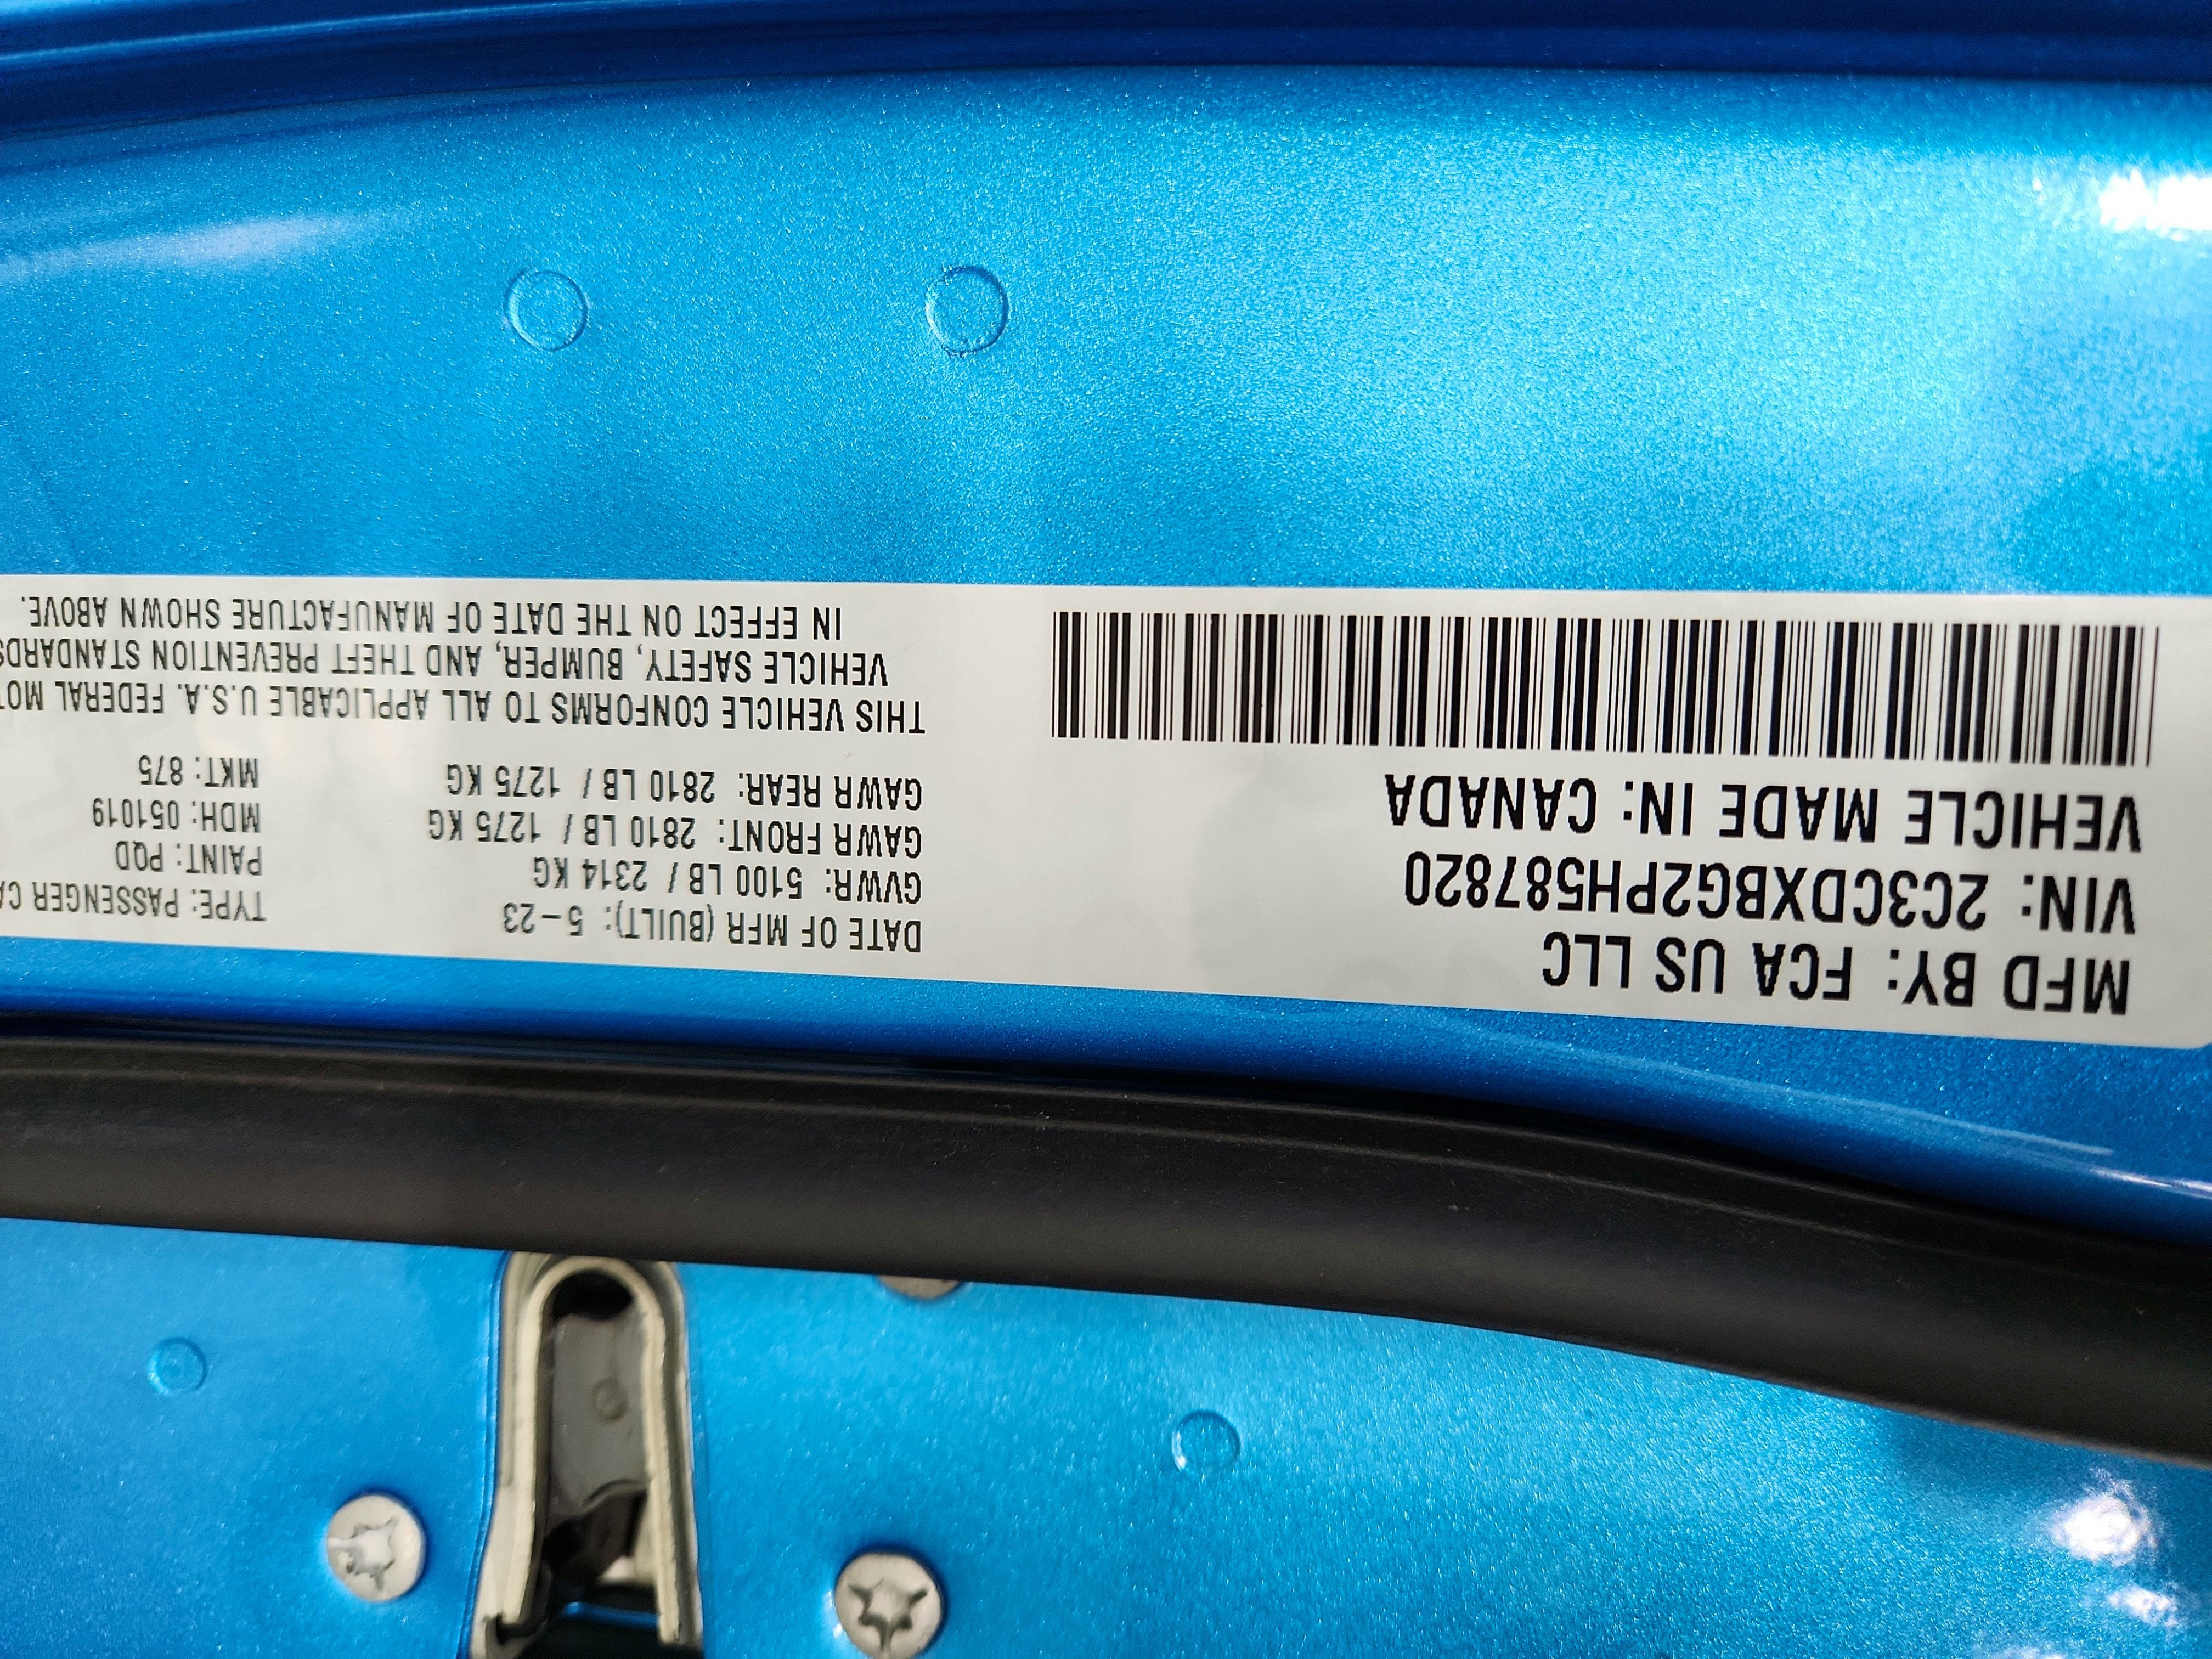 MFD BY: FCA US LLC
VIN: 2C3CDXBG2PH587820
VEHICLE MADE IN: CANADA
DATE OF MFR (BUILT): 5-23
GVWR: 5100 LB / 2314 KG
GAWR FRONT: 2810 LB / 1275 KG
GAWR REAR: 2810 LB / 1275 KG
TYPE: PASSENGER
PAINT: PQD
MDH: 051019
MKT: 875
THIS VEHICLE CONFORMS TO ALL APPLICABLE U.S.A. FEDERAL
VEHICLE SAFETY, BUMPER, AND THEFT PREVENTION STANDARDS
IN EFFECT ON THE DATE OF MANUFACTURE SHOWN ABOVE.